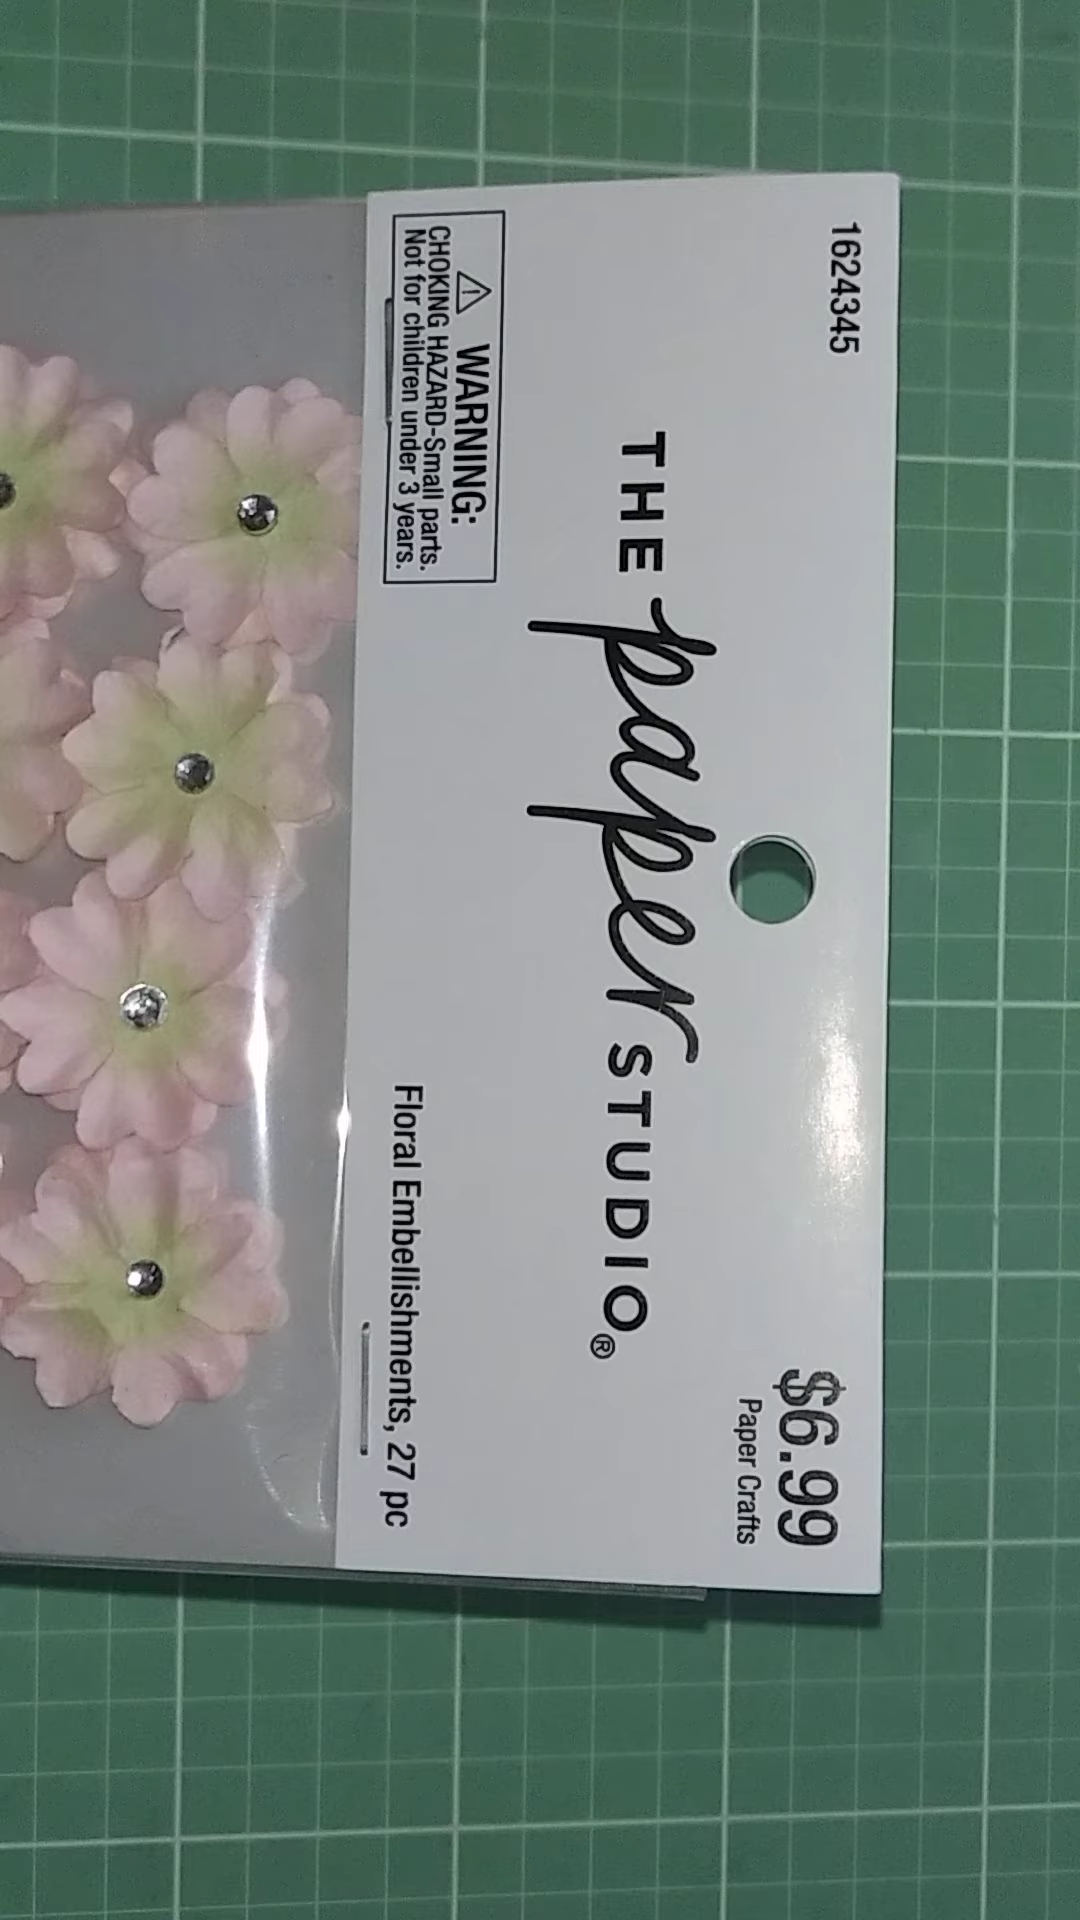 1624345
$6.99
Paper Crafts
THE paper STUDIO®
⚠ WARNING:
CHOKING HAZARD-Small parts.
Not for children under 3 years.
Floral Embellishments, 27 pc